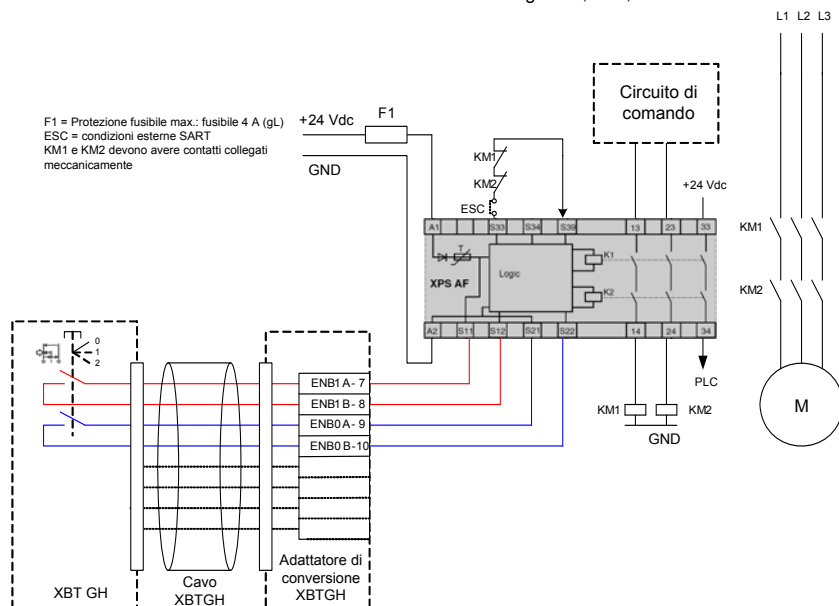 L1 L2 L3
F1 = Protezione fusibile max.: fusibile 4 A (gL)
ESC = condizioni esterne SART
KM1 e KM2 devono avere contatti collegati
meccanicamente
+24 Vdc
F1
GND
Circuito di
comando
KM1
KM2
ESC
+24 Vdc
KM1
KM2
A1 S33 S34 S39 13 23 33
T
XPS AF
Logic
K1
K2
A2 S11 S12 S21 S22 14 24 34
PLC
KM1 KM2
GND
M
0
1
2
ENB1 A- 7
ENB1 B- 8
ENB0 A- 9
ENB0 B-10
XBT GH
Cavo
XBTGH
Adattatore di
conversione
XBTGH